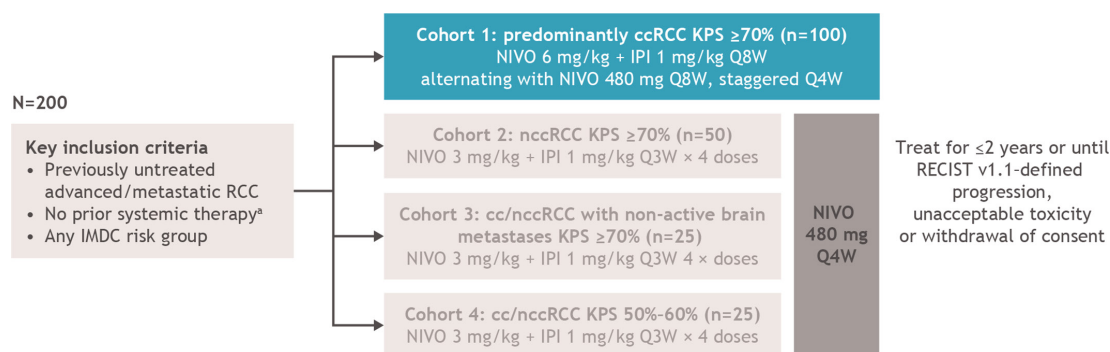 N=200
Key inclusion criteria
• Previously untreated
advanced/metastatic RCC
• No prior systemic therapyᵃ
• Any IMDC risk group
Cohort 1: predominantly ccRCC KPS ≥70% (n=100)
NIVO 6 mg/kg + IPI 1 mg/kg Q8W
alternating with NIVO 480 mg Q8W, staggered Q4W
Cohort 2: nccRCC KPS ≥70% (n=50)
NIVO 3 mg/kg + IPI 1 mg/kg Q3W × 4 doses
Cohort 3: cc/nccRCC with non-active brain
metastases KPS ≥70% (n=25)
NIVO 3 mg/kg + IPI 1 mg/kg Q3W 4 × doses
Cohort 4: cc/nccRCC KPS 50%–60% (n=25)
NIVO 3 mg/kg + IPI 1 mg/kg Q3W × 4 doses
NIVO
480 mg
Q4W
Treat for ≤2 years or until
RECIST v1.1–defined
progression,
unacceptable toxicity
or withdrawal of consent